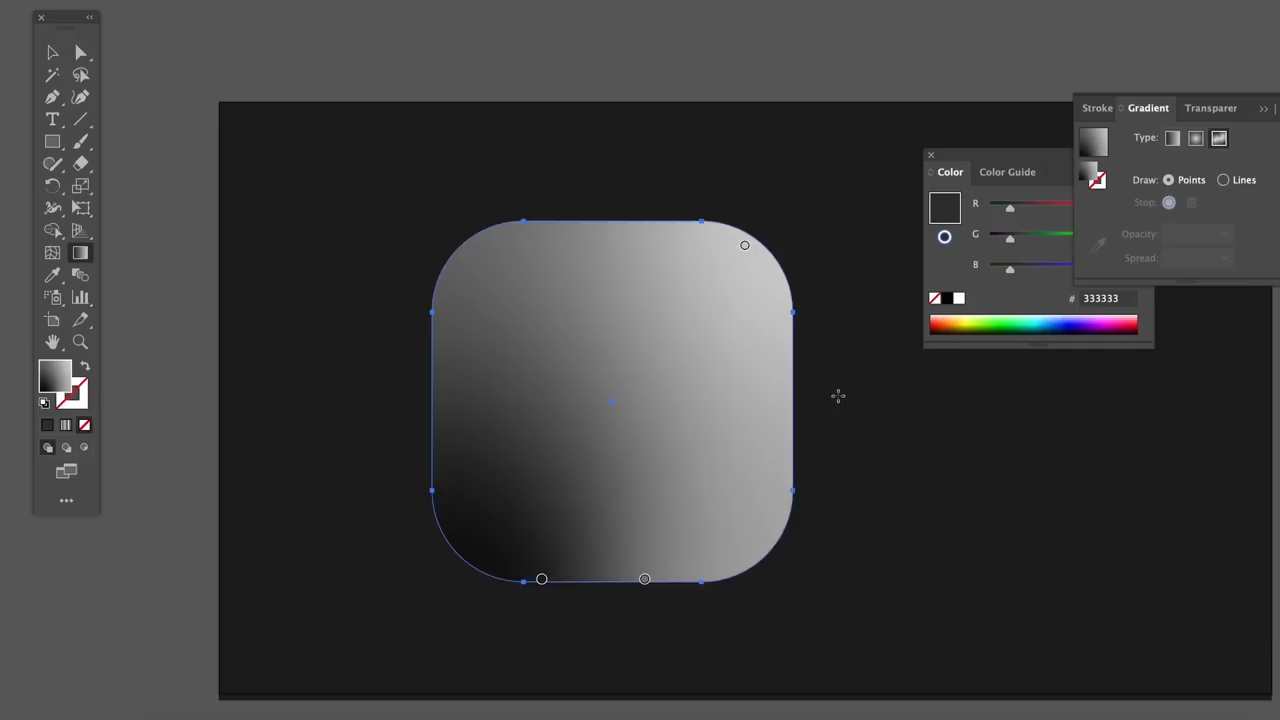 Stroke Gradient Transparer
Type:
Draw: Points Lines
Stop:
Opacity:
Spread:
Color Color Guide
R
G
B
# 333333
T